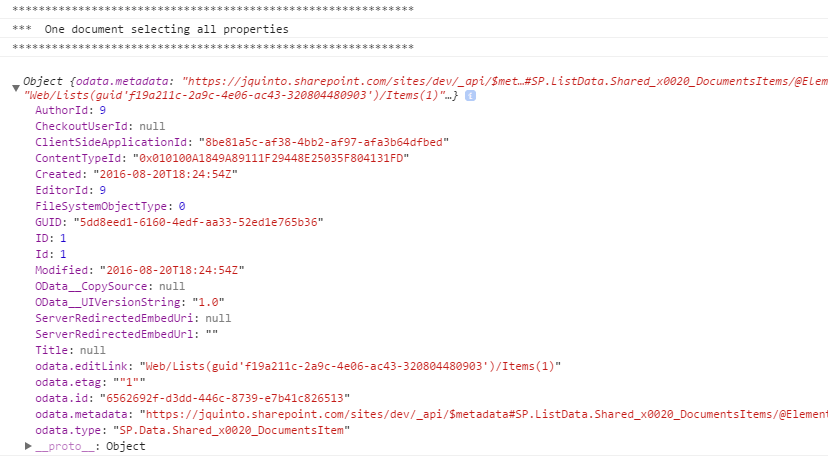 *************************************************************
*** One document selecting all properties
*************************************************************
Object {odata.metadata: "https://jquinto.sharepoint.com/sites/dev/_api/$met…#SP.ListData.Shared_x0020_DocumentsItems/@Elem
"Web/Lists(guid'f19a211c-2a9c-4e06-ac43-320804480903')/Items(1)"…}
AuthorId: 9
CheckoutUserId: null
ClientSideApplicationId: "8be81a5c-af38-4bb2-af97-afa3b64dfbed"
ContentTypeId: "0x010100A1849A89111F29448E25035F804131FD"
Created: "2016-08-20T18:24:54Z"
EditorId: 9
FileSystemObjectType: 0
GUID: "5dd8eed1-6160-4edf-aa33-52ed1e765b36"
ID: 1
Id: 1
Modified: "2016-08-20T18:24:54Z"
OData__CopySource: null
OData__UIVersionString: "1.0"
ServerRedirectedEmbedUri: null
ServerRedirectedEmbedUrl: ""
Title: null
odata.editLink: "Web/Lists(guid'f19a211c-2a9c-4e06-ac43-320804480903')/Items(1)"
odata.etag: ""1""
odata.id: "6562692f-d3dd-446c-8739-e7b41c826513"
odata.metadata: "https://jquinto.sharepoint.com/sites/dev/_api/$metadata#SP.ListData.Shared_x0020_DocumentsItems/@Element
odata.type: "SP.Data.Shared_x0020_DocumentsItem"
__proto__: Object